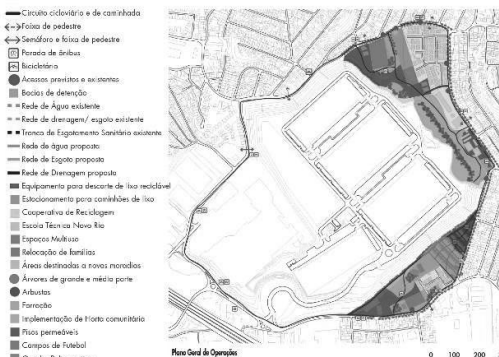 Circuito cicloviário e de caminhada
Faixa de pedestre
Semáforo e faixa de pedestre
Parada de ônibus
Bicicletário
Acessos previstos e existentes
Bacias de detenção
Rede de Água existente
Rede de drenagem/ esgoto existente
Tronco de Esgotamento Sanitário existente
Rede de água proposta
Rede de Esgoto proposta
Rede de Drenagem proposta
Equipamento para descarte de lixo reciclável
Estacionamento para caminhões de lixo
Cooperativa de Reciclagem
Escola Técnica Novo Rio
Espaços Multiuso
Relocação de famílias
Áreas destinadas a novas moradias
Árvores de grande e médio porte
Arbustos
Forração
Implementação de Horta comunitária
Pisos permeáveis
Campos de Futebol
Plano Geral de Operações
0 100 200